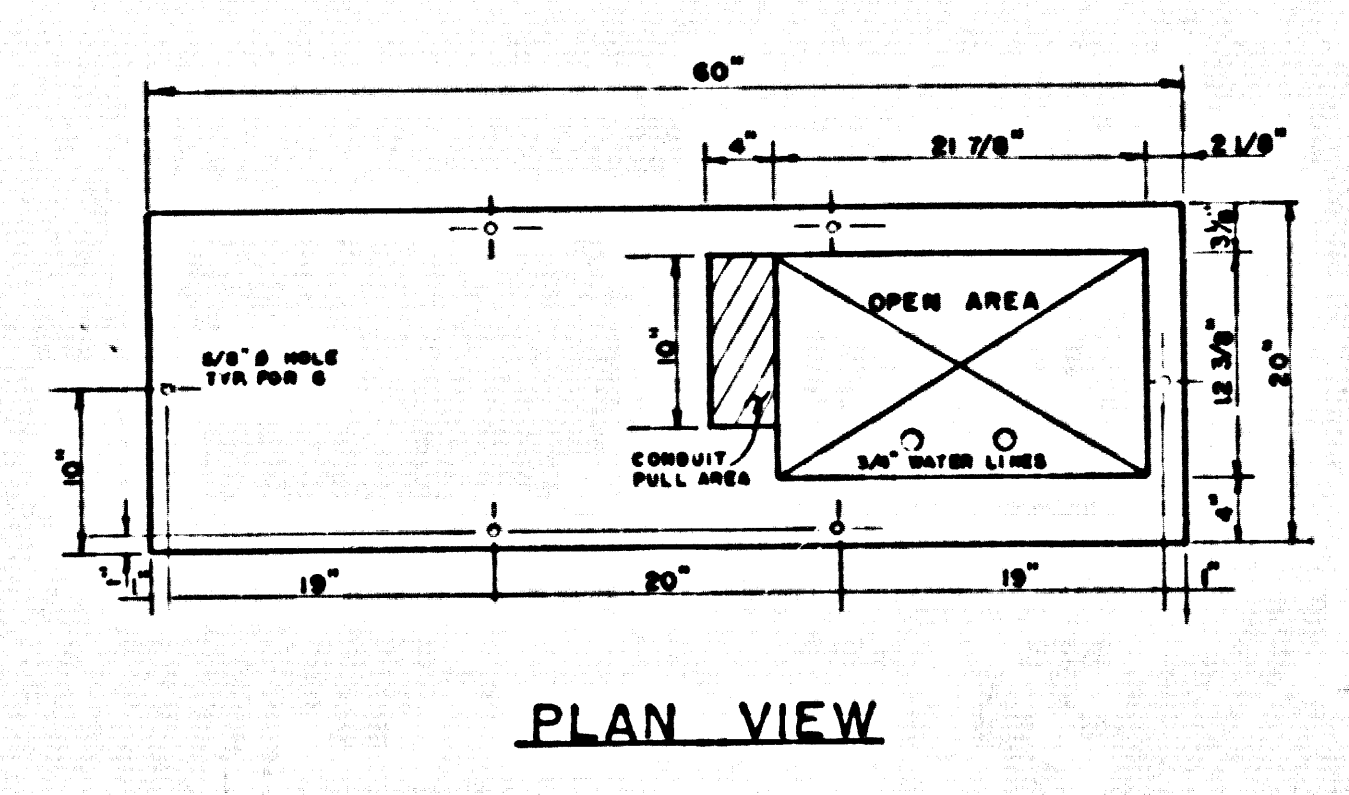 60"
4" 21 7/8" 2 1/8"
3 5/8"
OPEN AREA
5/8" Ø HOLE
TYP. FOR 6
10"
12 3/8"
20"
10"
CONDUIT
PULL AREA
3/4" WATER LINES
4"
1"
1" 19" 20" 19" 1"
PLAN VIEW